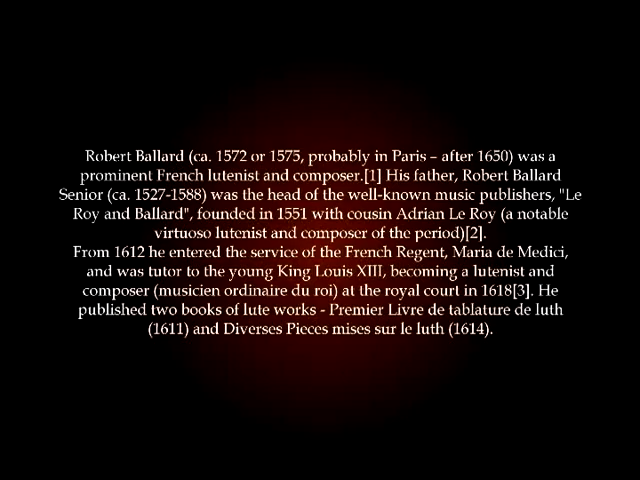 Robert Ballard (ca. 1572 or 1575, probably in Paris – after 1650) was a
prominent French lutenist and composer.[1] His father, Robert Ballard
Senior (ca. 1527-1588) was the head of the well-known music publishers, "Le
Roy and Ballard", founded in 1551 with cousin Adrian Le Roy (a notable
virtuoso lutenist and composer of the period)[2].
From 1612 he entered the service of the French Regent, Maria de Medici,
and was tutor to the young King Louis XIII, becoming a lutenist and
composer (musicien ordinaire du roi) at the royal court in 1618[3]. He
published two books of lute works - Premier Livre de tablature de luth
(1611) and Diverses Pieces mises sur le luth (1614).